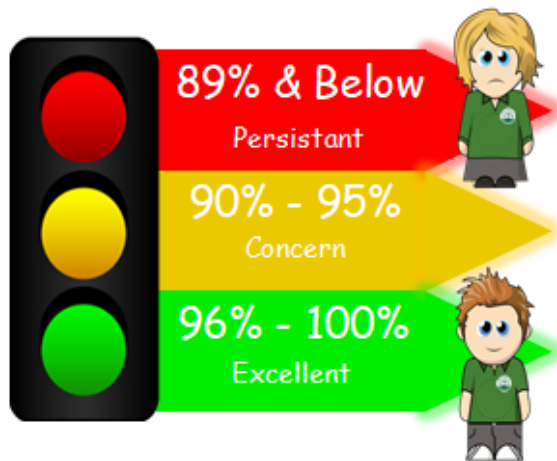 89% & Below
Persistant
90% - 95%
Concern
96% - 100%
Excellent